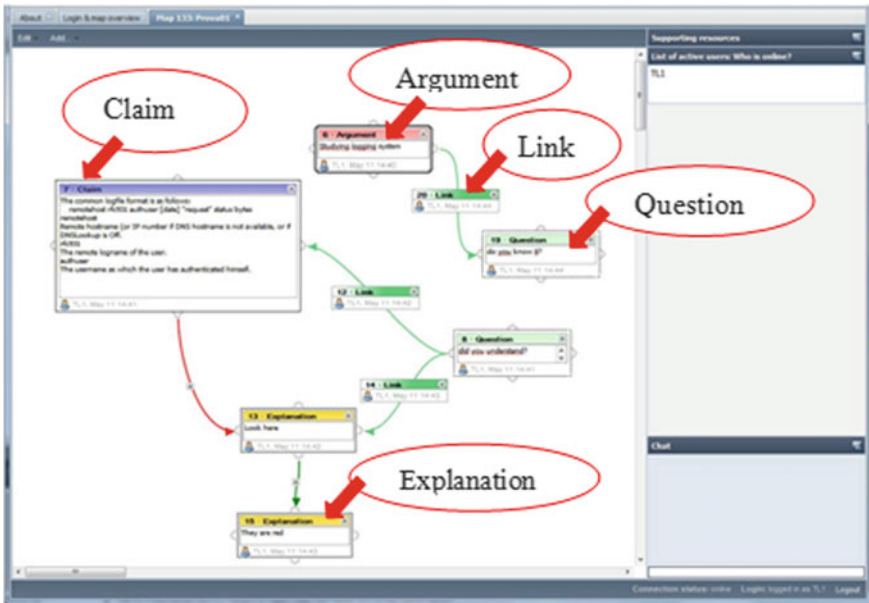 About
Login & map overview
Map 133: Prova01
Edit
Add..
Supporting resources
List of active users: Who is online?
TL1
Argument
Claim
Link
Question
6 - Argument
Studying logging system
TL1, May 11 14:40
7 - Claim
The common logfile format is as follows:
remotehost rfc931 authuser [date] "request" status bytes
remotehost
Remote hostname (or IP number if DNS hostname is not available, or if
DNSLookup is Off.
rfc931
The remote logname of the user.
authuser
The username as which the user has authenticated himself.
TL1, May 11 14:41
20 - Link
TL1, May 11 14:44
19 - Question
do you know it?
TL1, May 11 14:44
12 - Link
TL1, May 11 14:42
8 - Question
did you understand?
TL1, May 11 14:41
14 - Link
TL1, May 11 14:43
13 - Explanation
Look here
TL1, May 11 14:42
Chat
Explanation
15 - Explanation
They are red
TL1, May 11 14:43
Connection status: online
Login: logged in as TL1
Logout